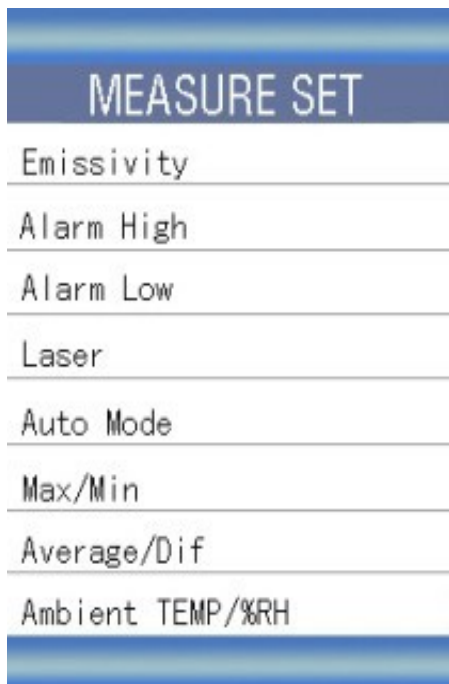 MEASURE SET
Emissivity
Alarm High
Alarm Low
Laser
Auto Mode
Max/Min
Average/Dif
Ambient TEMP/%RH